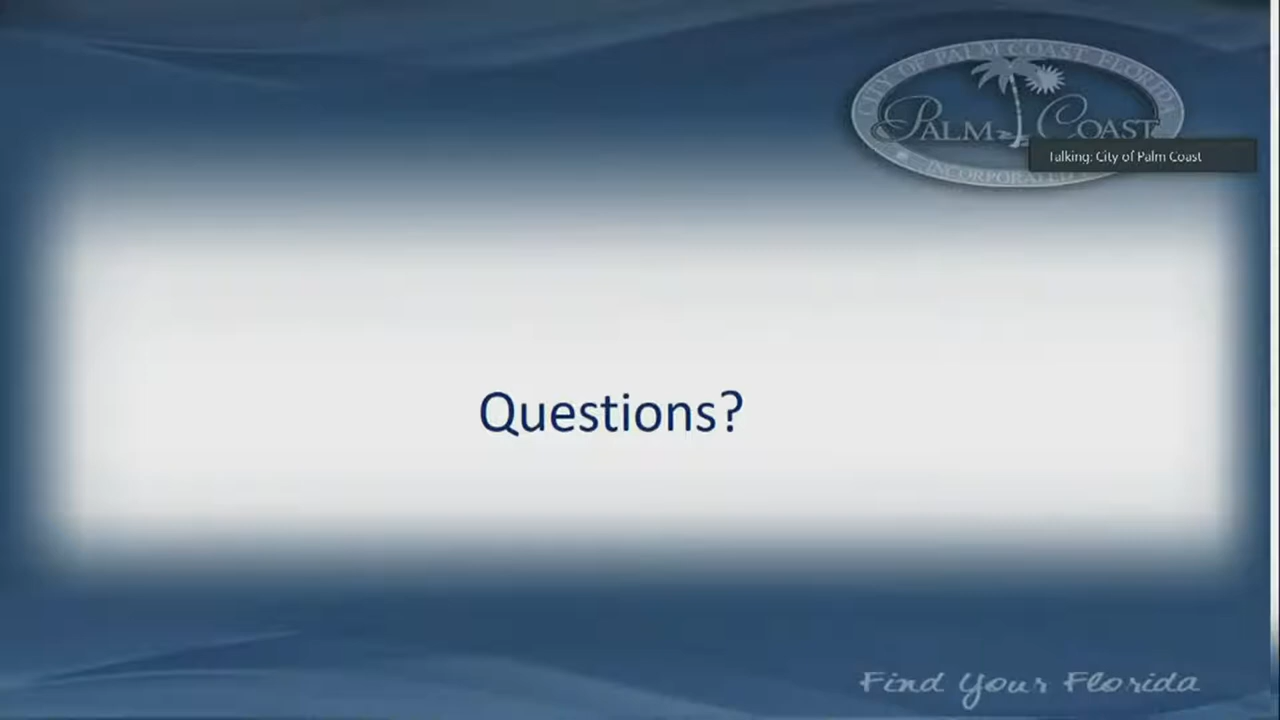 CITY OF PALM COAST FLORIDA
PALM COAST
Talking: City of Palm Coast
INCORPORATED
Questions?
Find Your Florida